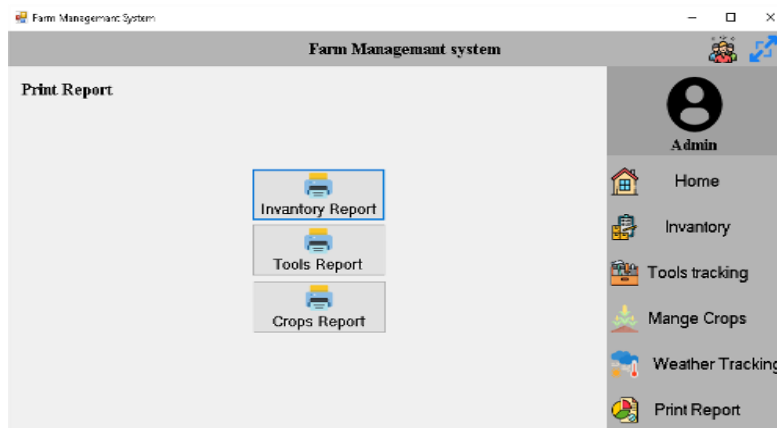 Farm Managemant System
Farm Managemant system
Print Report
Admin
Invantory Report
Tools Report
Crops Report
Home
Invantory
Tools tracking
Mange Crops
Weather Tracking
Print Report